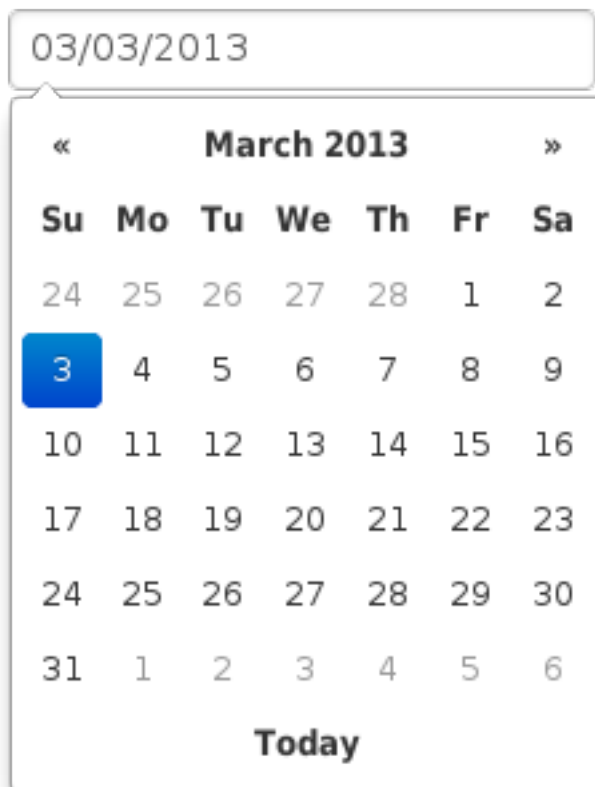 03/03/2013
« March 2013 »
Su Mo Tu We Th Fr Sa
24 25 26 27 28 1 2
3 4 5 6 7 8 9
10 11 12 13 14 15 16
17 18 19 20 21 22 23
24 25 26 27 28 29 30
31 1 2 3 4 5 6
Today